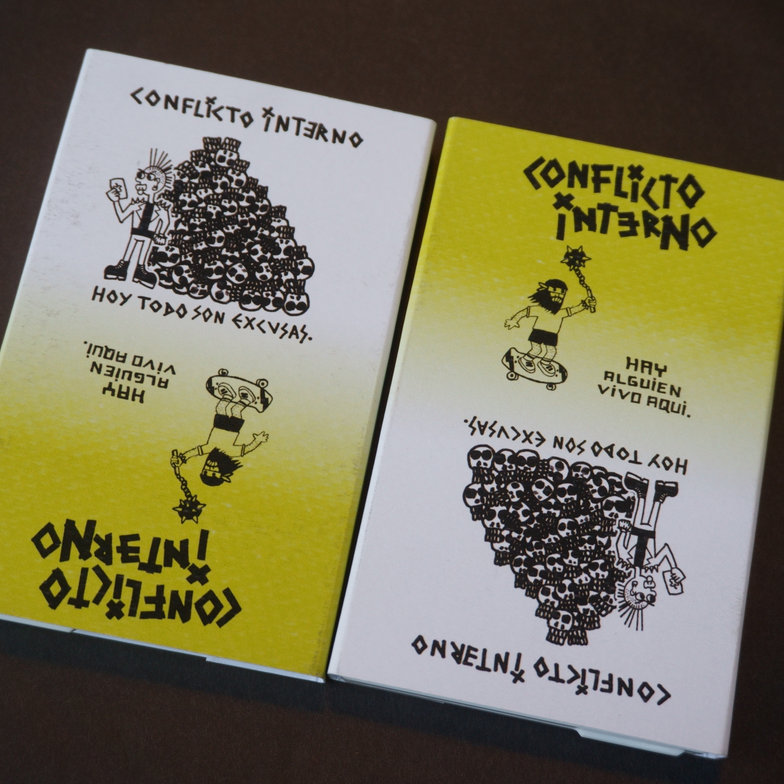 CONFLiCTO iNTERNO
HOY TODO SON EXCUSAS.
HAY
ALGUiEN
ViVO AQUi.
CONFLiCTO
iNTERNO
CONFLiCTO
iNTERNO
HAY
ALGUiEN
ViVO AQUi.
HOY TODO SON EXCUSAS.
CONFLiCTO iNTERNO